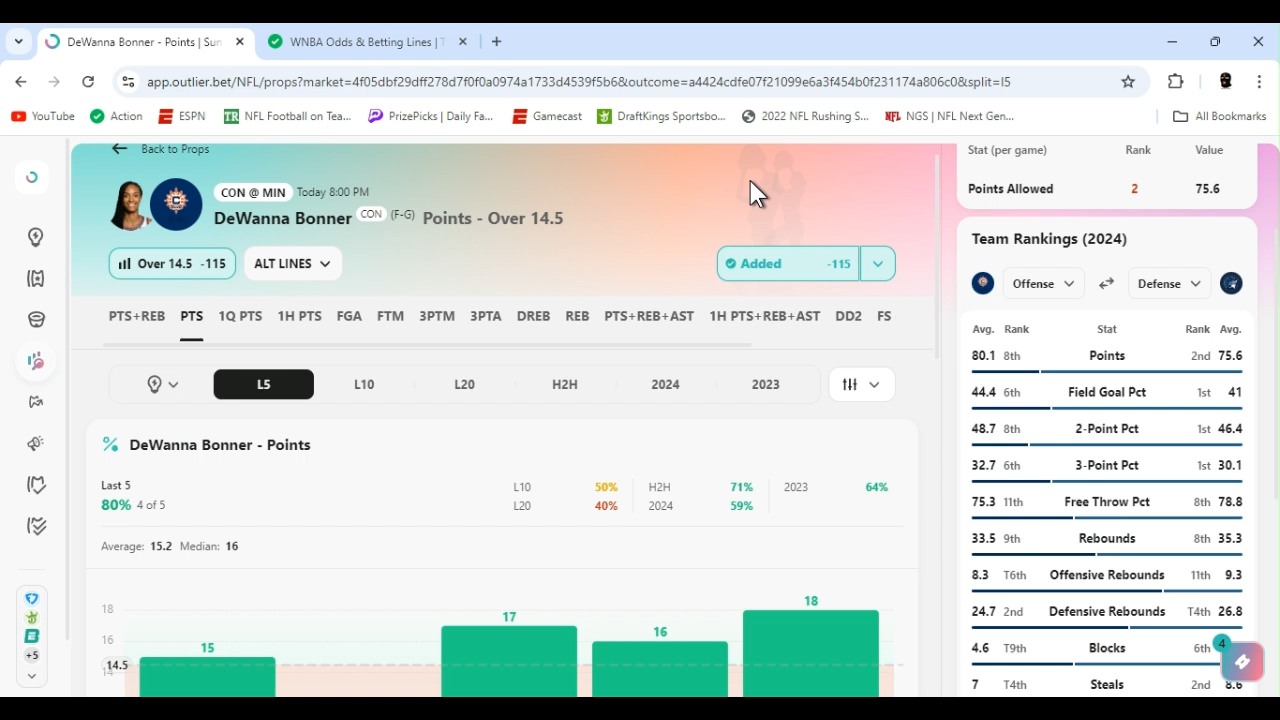 DeWanna Bonner - Points | Sun
WNBA Odds & Betting Lines | T
app.outlier.bet/NFL/props?market=4f05dbf29dff278d7f0f0a0974a1733d4539f5b6&outcome=a4424cdfe07f21099e6a3f454b0f231174a806c0&split=l5
YouTube Action ESPN NFL Football on Tea... PrizePicks | Daily Fa... Gamecast DraftKings Sportsbo... 2022 NFL Rushing S... NGS | NFL Next Gen... All Bookmarks
Back to Props
CON @ MIN Today 8:00 PM
DeWanna Bonner CON (F-G) Points - Over 14.5
Over 14.5 -115 ALT LINES
Added -115
PTS+REB PTS 1Q PTS 1H PTS FGA FTM 3PTM 3PTA DREB REB PTS+REB+AST 1H PTS+REB+AST DD2 FS
L5 L10 L20 H2H 2024 2023
DeWanna Bonner - Points
Last 5
80% 4 of 5
L10 50% H2H 71% 2023 64%
L20 40% 2024 59%
Average: 15.2 Median: 16
18
16
14.5
14
15
17
16
18
+5
Stat (per game) Rank Value
Points Allowed 2 75.6
Team Rankings (2024)
Offense Defense
Avg. Rank Stat Rank Avg.
80.1 8th Points 2nd 75.6
44.4 6th Field Goal Pct 1st 41
48.7 8th 2-Point Pct 1st 46.4
32.7 6th 3-Point Pct 1st 30.1
75.3 11th Free Throw Pct 8th 78.8
33.5 9th Rebounds 8th 35.3
8.3 T6th Offensive Rebounds 11th 9.3
24.7 2nd Defensive Rebounds T4th 26.8
4.6 T9th Blocks 6th
4
7 T4th Steals 2nd 8.6